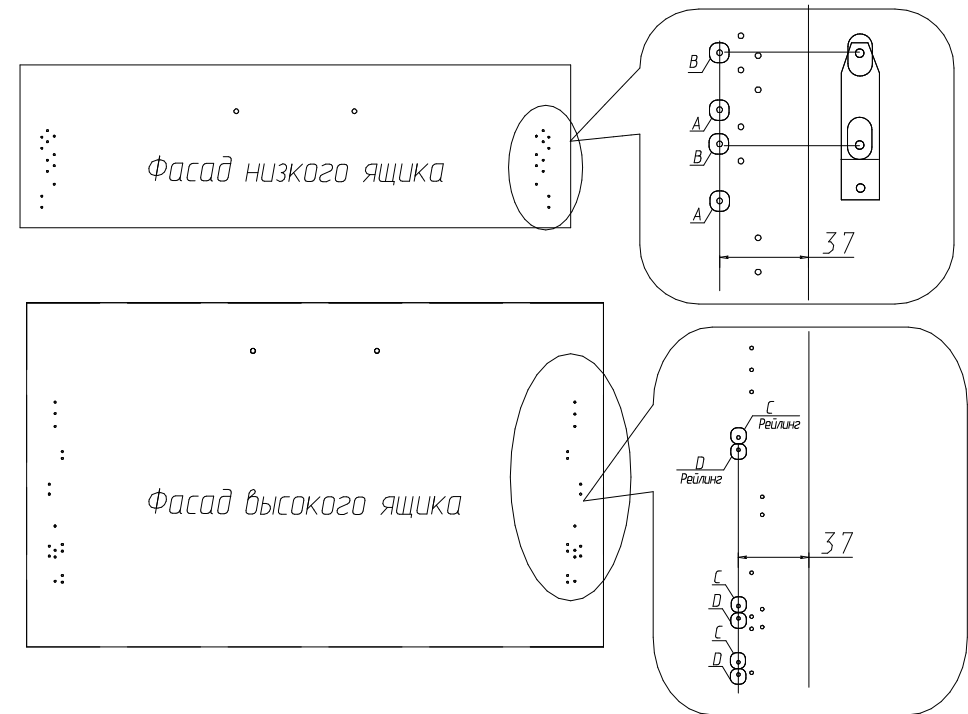 Фасад низкого ящика
B
A
B
A
37
Фасад высокого ящика
C
Рейлинг
D
Рейлинг
37
C
D
C
D